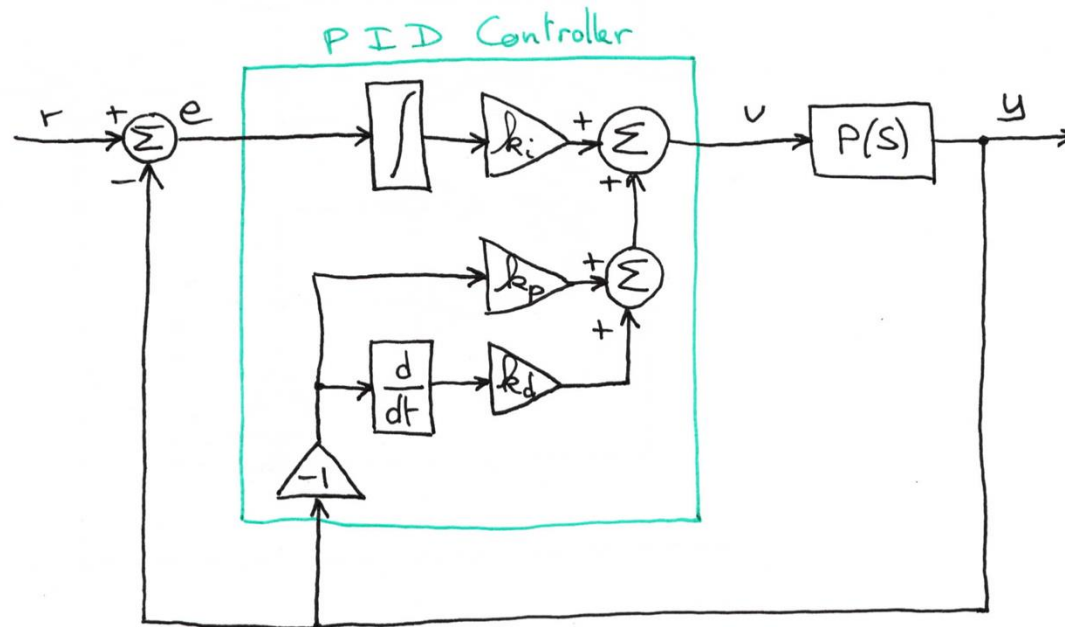 PID Controller
r
+
Σ
−
e
∫
ki
+
Σ
+
u
P(S)
y
kp
+
Σ
+
d
dt
kd
-1